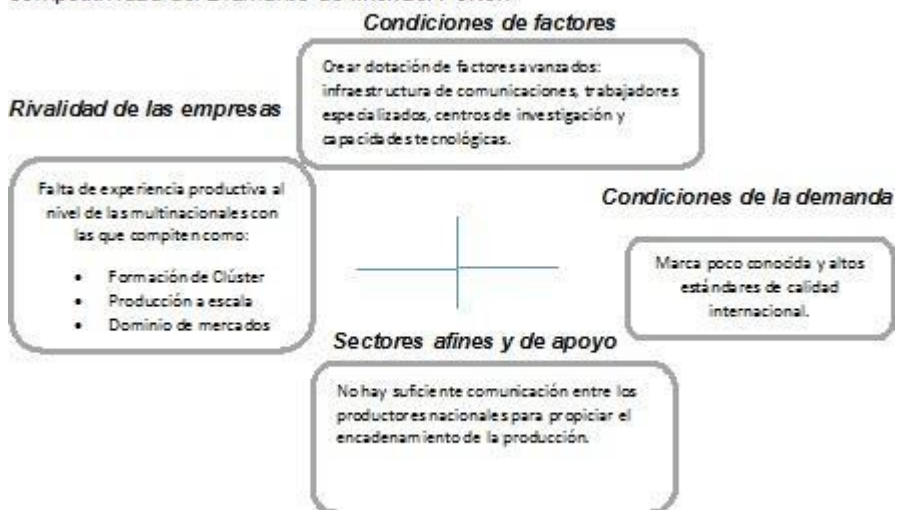 Condiciones de factores
Crear dotación de factores avanzados:
infraestructura de comunicaciones, trabajadores
especializados, centros de investigación y
capacidades tecnológicas.
Rivalidad de las empresas
Falta de experiencia productiva al
nivel de las multinacionales con
las que compiten como:
• Formación de Clúster
• Producción a escala
• Dominio de mercados
Condiciones de la demanda
Marca poco conocida y altos
estándares de calidad
internacional.
Sectores afines y de apoyo
No hay suficiente comunicación entre los
productores nacionales para propiciar el
encadenamiento de la producción.